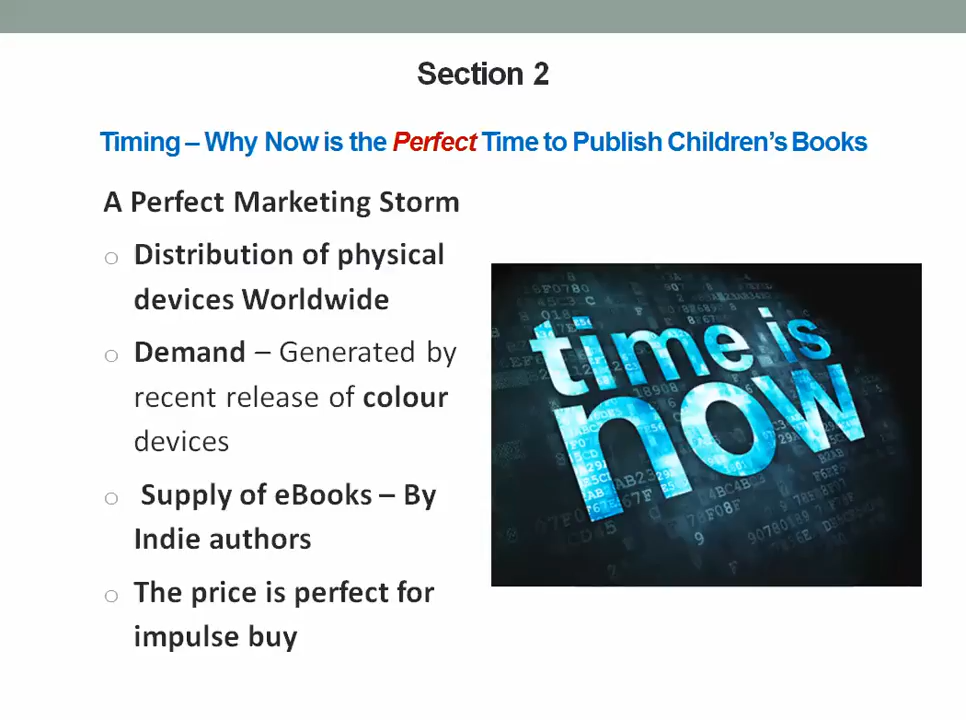 Section 2
Timing – Why Now is the Perfect Time to Publish Children's Books
A Perfect Marketing Storm
o Distribution of physical
devices Worldwide
o Demand – Generated by
recent release of colour
devices
o Supply of eBooks – By
Indie authors
o The price is perfect for
impulse buy
time is
now